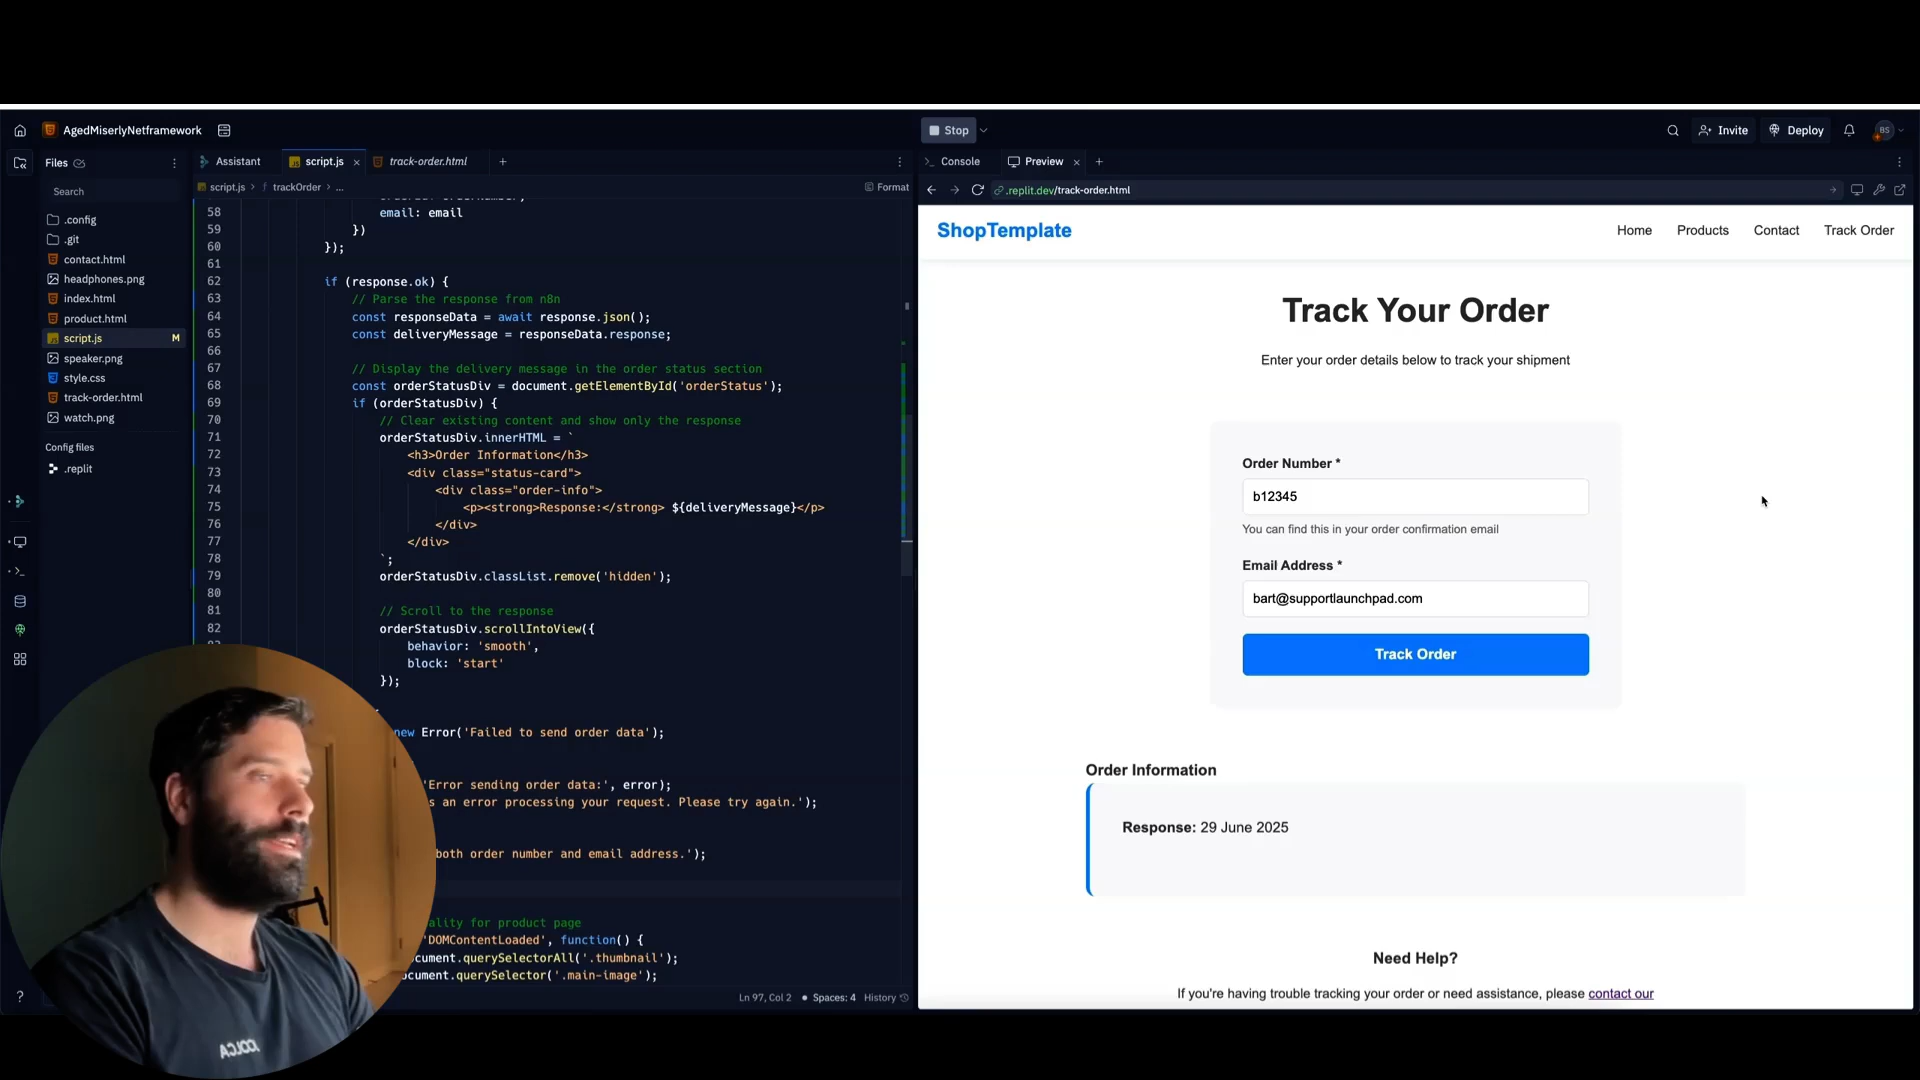 AgedMiserlyNetframework
Stop
Invite
Deploy
BS
Files
Assistant
script.js
track-order.html
Console
Preview
Search
script.js > trackOrder > ...
Format
.replit.dev/track-order.html
.config
.git
contact.html
headphones.png
index.html
product.html
script.js M
speaker.png
style.css
track-order.html
watch.png
Config files
.replit
58 email: email
59 })
60 });
61
62 if (response.ok) {
63 // Parse the response from n8n
64 const responseData = await response.json();
65 const deliveryMessage = responseData.response;
66
67 // Display the delivery message in the order status section
68 const orderStatusDiv = document.getElementById('orderStatus');
69 if (orderStatusDiv) {
70 // Clear existing content and show only the response
71 orderStatusDiv.innerHTML = `
72 <h3>Order Information</h3>
73 <div class="status-card">
74 <div class="order-info">
75 <p><strong>Response:</strong> ${deliveryMessage}</p>
76 </div>
77 </div>
78 `;
79 orderStatusDiv.classList.remove('hidden');
80
81 // Scroll to the response
82 orderStatusDiv.scrollIntoView({
behavior: 'smooth',
block: 'start'
});
new Error('Failed to send order data');
'Error sending order data:', error);
s an error processing your request. Please try again.');
both order number and email address.');
ality for product page
'DOMContentLoaded', function() {
cument.querySelectorAll('.thumbnail');
cument.querySelector('.main-image');
Ln 97, Col 2
Spaces: 4
History
ShopTemplate
Home
Products
Contact
Track Order
Track Your Order
Enter your order details below to track your shipment
Order Number *
b12345
You can find this in your order confirmation email
Email Address *
bart@supportlaunchpad.com
Track Order
Order Information
Response: 29 June 2025
Need Help?
If you're having trouble tracking your order or need assistance, please contact our